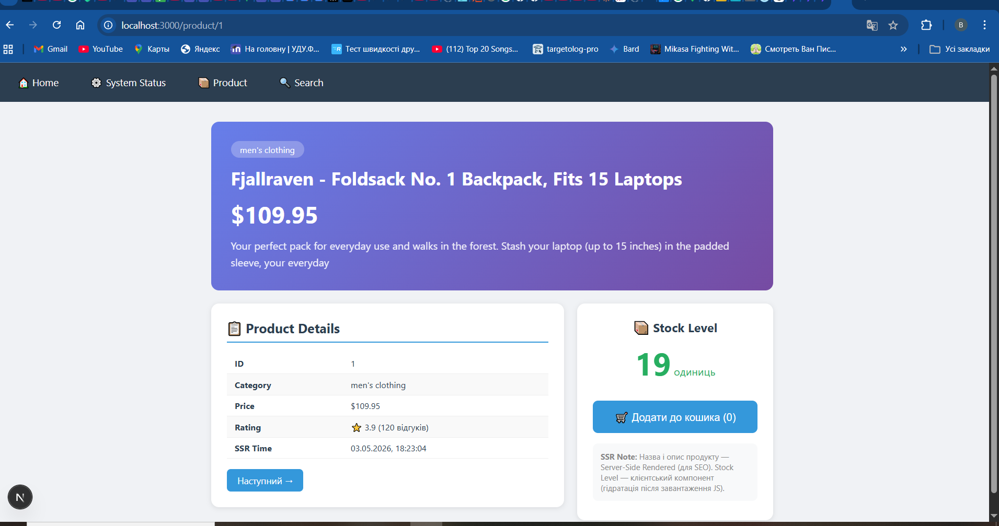 localhost:3000/product/1
B
Gmail
YouTube
Карты
Яндекс
На головну | УДУ.Ф...
Тест швидкості дру...
(112) Top 20 Songs...
targetolog-pro
Bard
Mikasa Fighting Wit...
Смотреть Ван Пис...
»
Усі закладки
Home
System Status
Product
Search
men's clothing
Fjallraven - Foldsack No. 1 Backpack, Fits 15 Laptops
$109.95
Your perfect pack for everyday use and walks in the forest. Stash your laptop (up to 15 inches) in the padded
sleeve, your everyday
Product Details
ID 1
Category men's clothing
Price $109.95
Rating ⭐ 3.9 (120 відгуків)
SSR Time 03.05.2026, 18:23:04
Наступний →
Stock Level
19 одиниць
Додати до кошика (0)
SSR Note: Назва і опис продукту —
Server-Side Rendered (для SEO). Stock
Level — клієнтський компонент
(гідратація після завантаження JS).
N